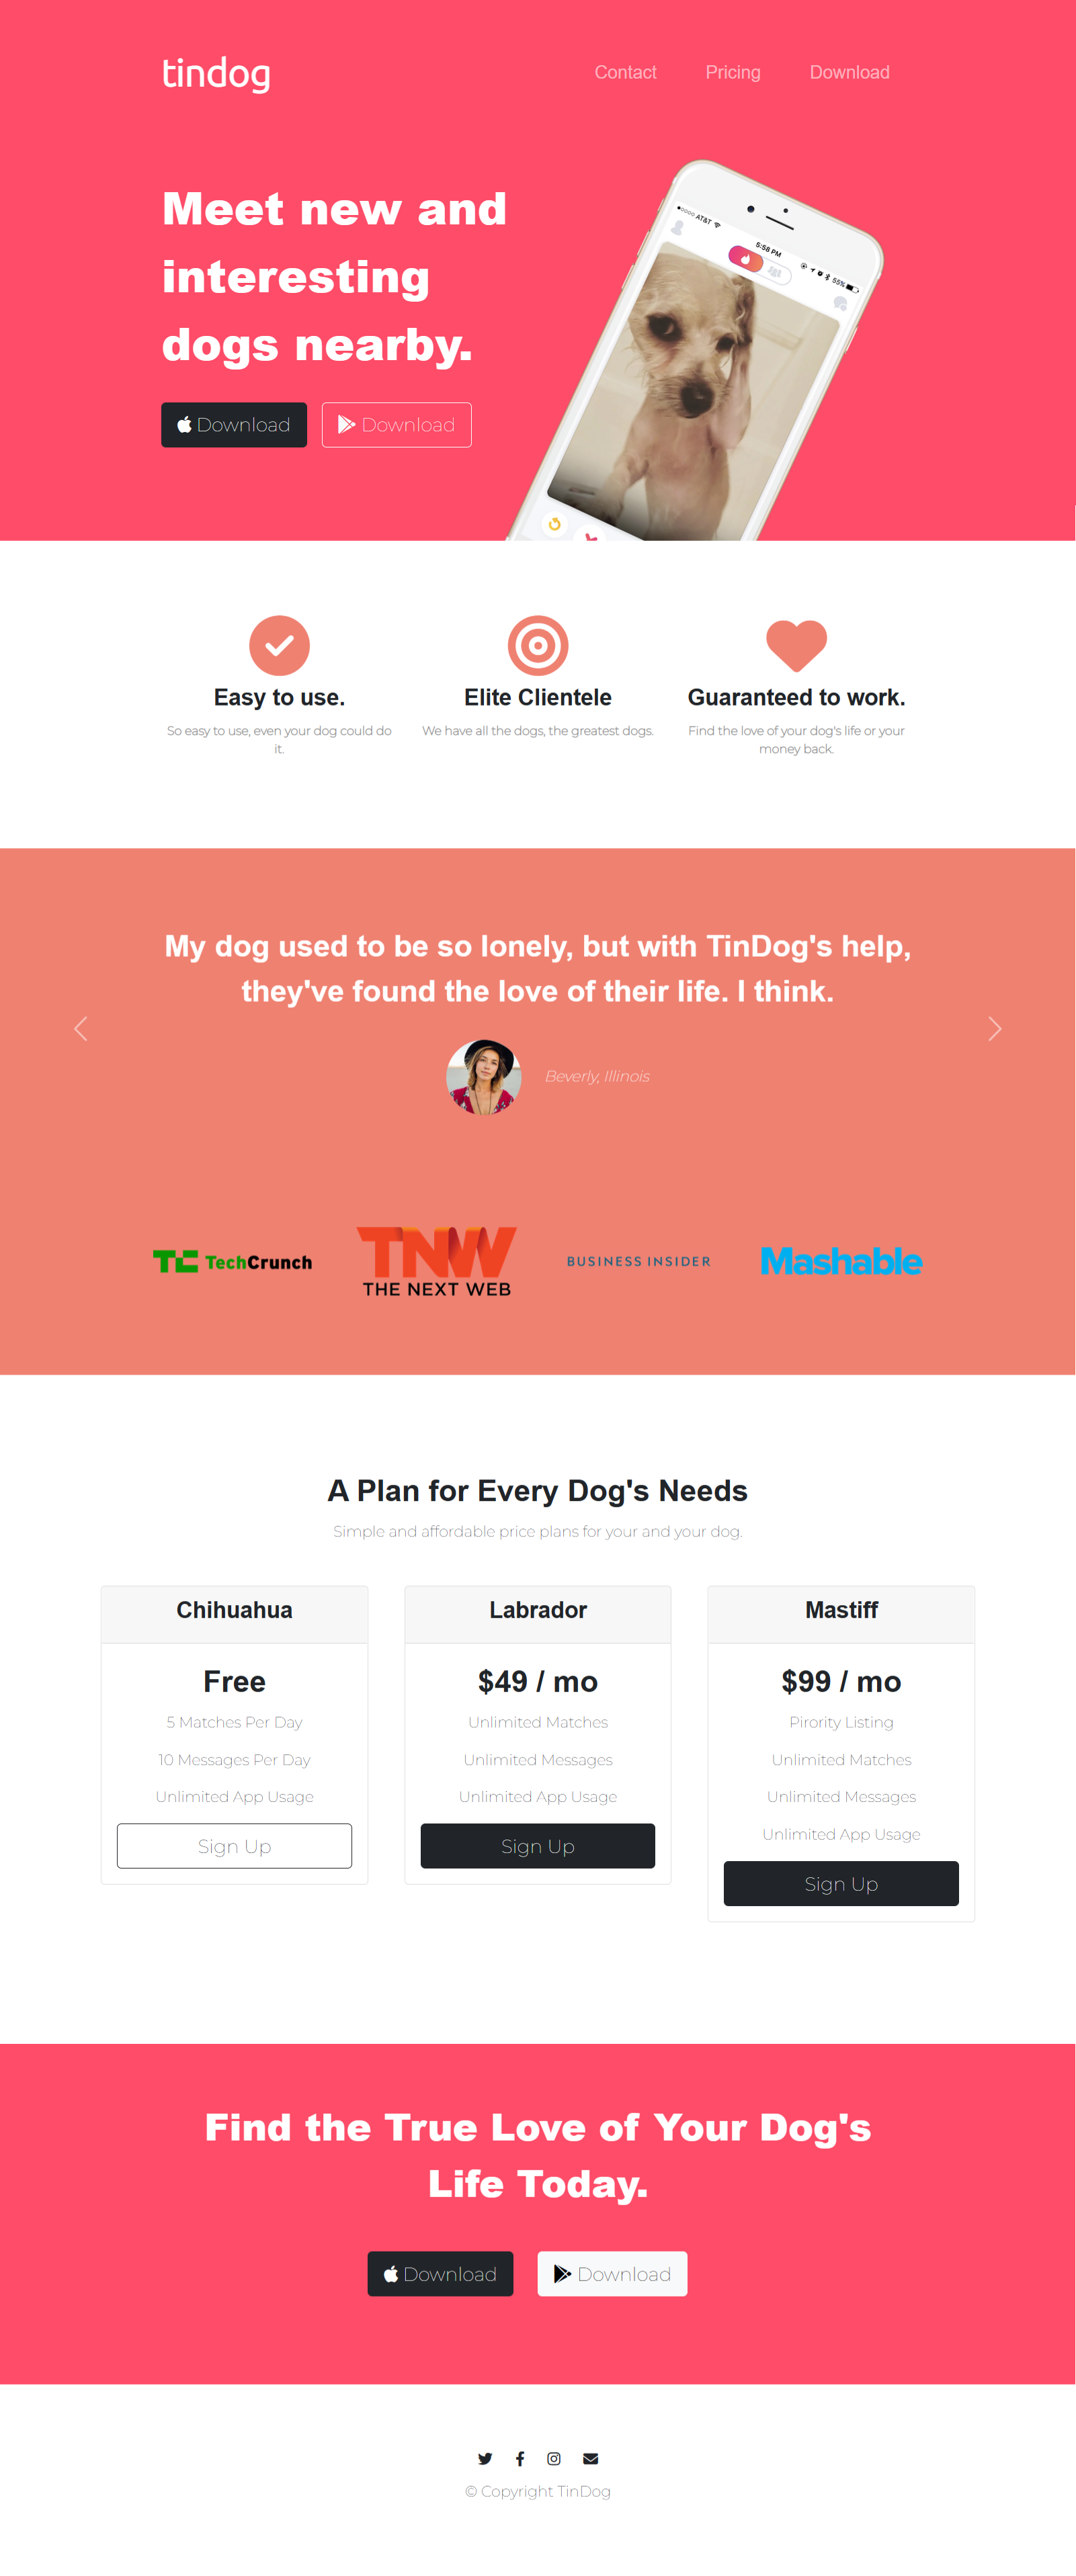 tindog
Contact Pricing Download
Meet new and
interesting
dogs nearby.
●○○○○ AT&T
5:58 PM
55%
Download Download
Easy to use.
So easy to use, even your dog could do
it.
Elite Clientele
We have all the dogs, the greatest dogs.
Guaranteed to work.
Find the love of your dog's life or your
money back.
My dog used to be so lonely, but with TinDog's help,
they've found the love of their life. I think.
Beverly, Illinois
TC TechCrunch
TNW
THE NEXT WEB
BUSINESS INSIDER
Mashable
A Plan for Every Dog's Needs
Simple and affordable price plans for your and your dog.
Chihuahua
Free
5 Matches Per Day
10 Messages Per Day
Unlimited App Usage
Sign Up
Labrador
$49 / mo
Unlimited Matches
Unlimited Messages
Unlimited App Usage
Sign Up
Mastiff
$99 / mo
Pirority Listing
Unlimited Matches
Unlimited Messages
Unlimited App Usage
Sign Up
Find the True Love of Your Dog's
Life Today.
Download Download
© Copyright TinDog